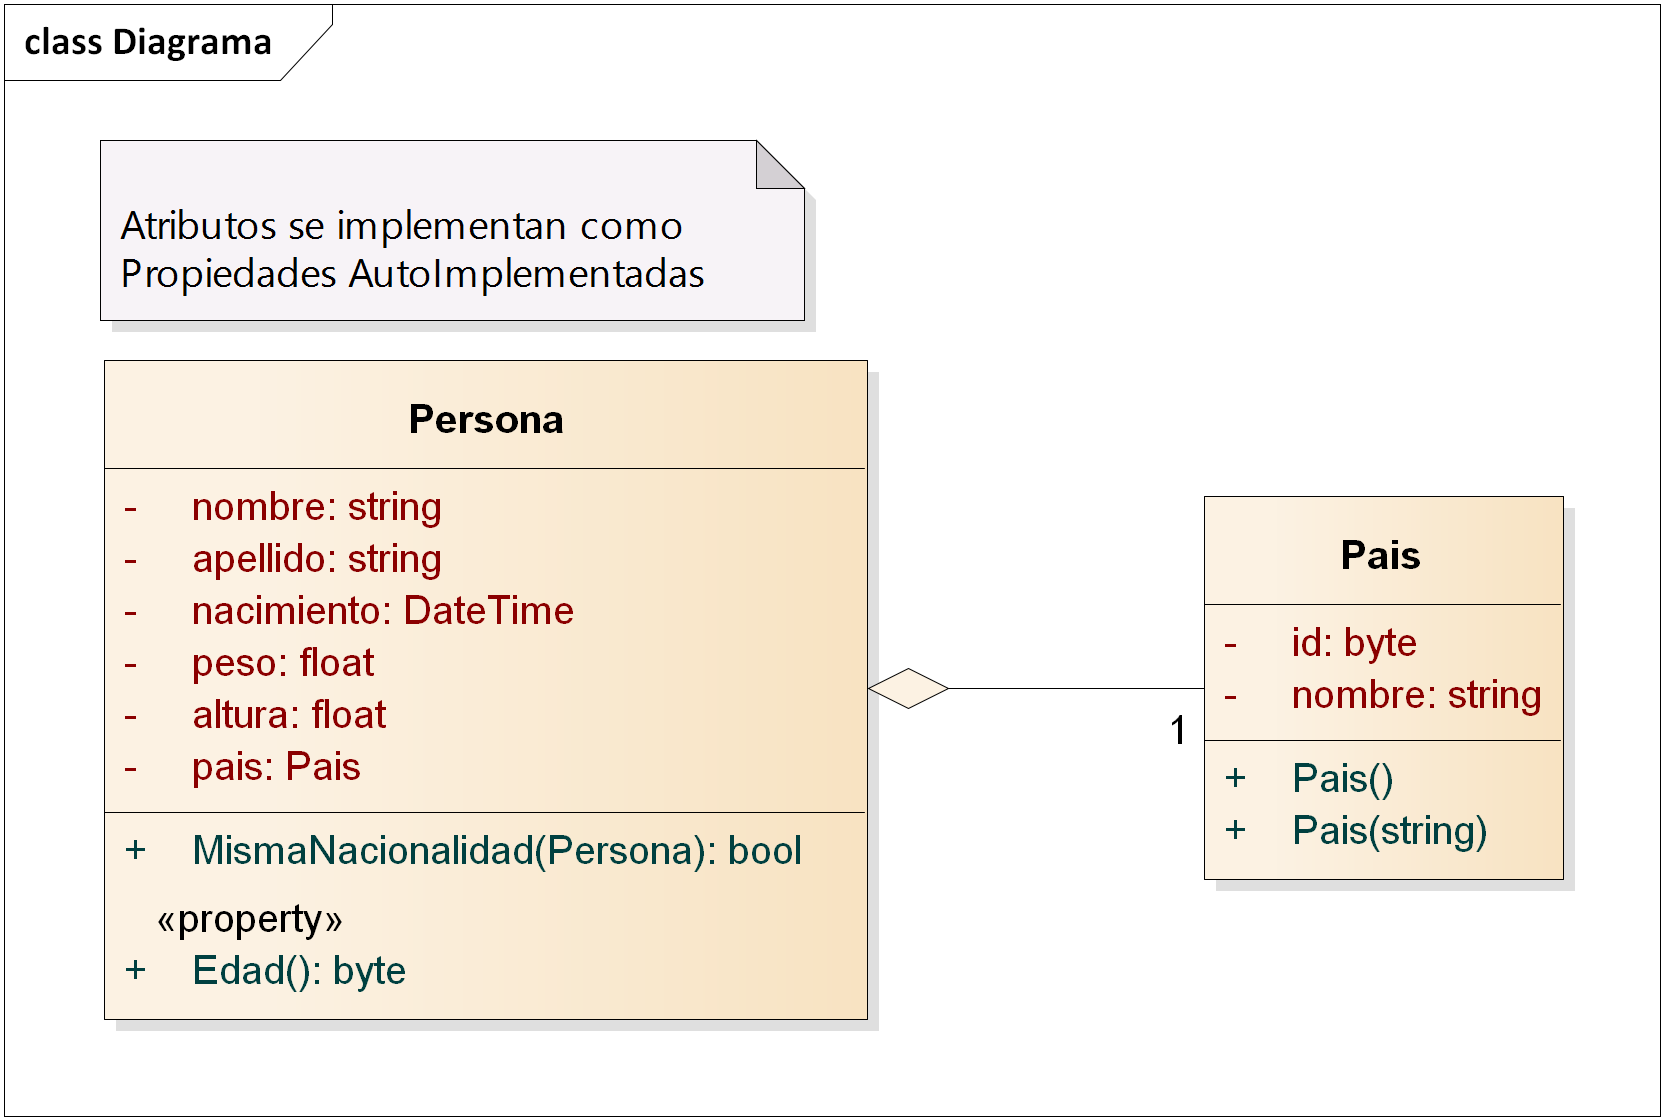 class Diagrama
Atributos se implementan como
Propiedades AutoImplementadas
Persona
- nombre: string
- apellido: string
- nacimiento: DateTime
- peso: float
- altura: float
- pais: Pais
+ MismaNacionalidad(Persona): bool
«property»
+ Edad(): byte
1
Pais
- id: byte
- nombre: string
+ Pais()
+ Pais(string)